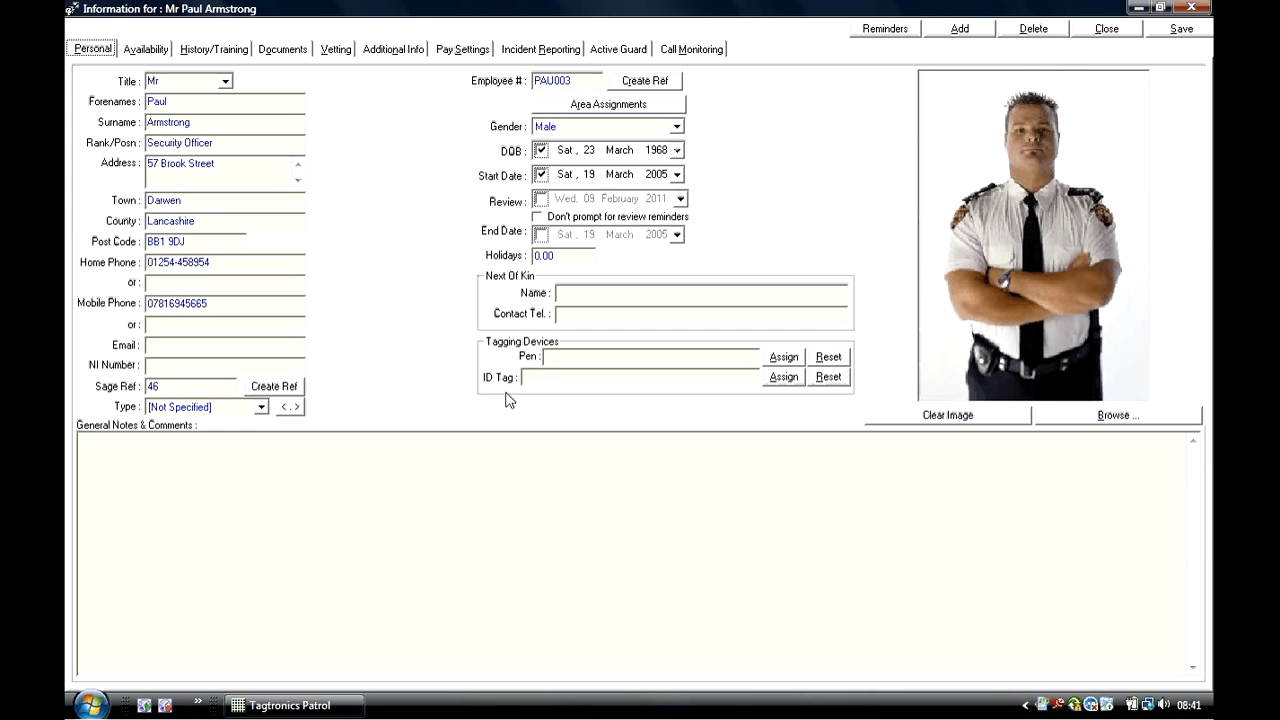 Information for : Mr Paul Armstrong
Reminders Add Delete Close Save
Personal Availability History/Training Documents Vetting Additional Info Pay Settings Incident Reporting Active Guard Call Monitoring
Title : Mr
Forenames : Paul
Surname : Armstrong
Rank/Posn : Security Officer
Address : 57 Brook Street
Town : Darwen
County : Lancashire
Post Code : BB1 9DJ
Home Phone : 01254-458954
or :
Mobile Phone : 07816945665
or :
Email :
NI Number :
Sage Ref : 46 Create Ref
Type : [Not Specified] < . >
Employee # : PAU003 Create Ref
Area Assignments
Gender : Male
DOB : Sat , 23 March 1968
Start Date : Sat , 19 March 2005
Review : Wed, 09 February 2011
Don't prompt for review reminders
End Date : Sat , 19 March 2005
Holidays : 0.00
Next Of Kin
Name :
Contact Tel. :
Tagging Devices
Pen : Assign Reset
ID Tag : Assign Reset
Clear Image Browse ...
General Notes & Comments :
» Tagtronics Patrol 08:41